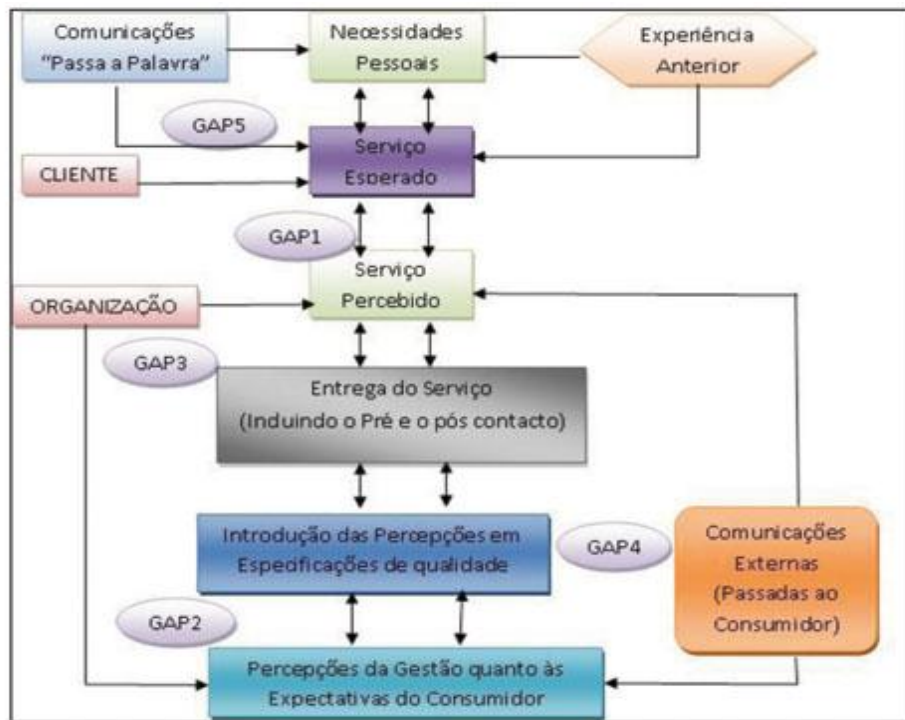 Comunicações
"Passa a Palavra"
Necessidades
Pessoais
Experiência
Anterior
GAP5
Serviço
Esperado
CLIENTE
GAP1
Serviço
Percebido
ORGANIZAÇÃO
GAP3
Entrega do Serviço
(Induindo o Pré e o pós contacto)
Introdução das Percepções em
Especificações de qualidade
GAP4
Comunicações
Externas
(Passadas ao
Consumidor)
GAP2
Percepções da Gestão quanto às
Expectativas do Consumidor